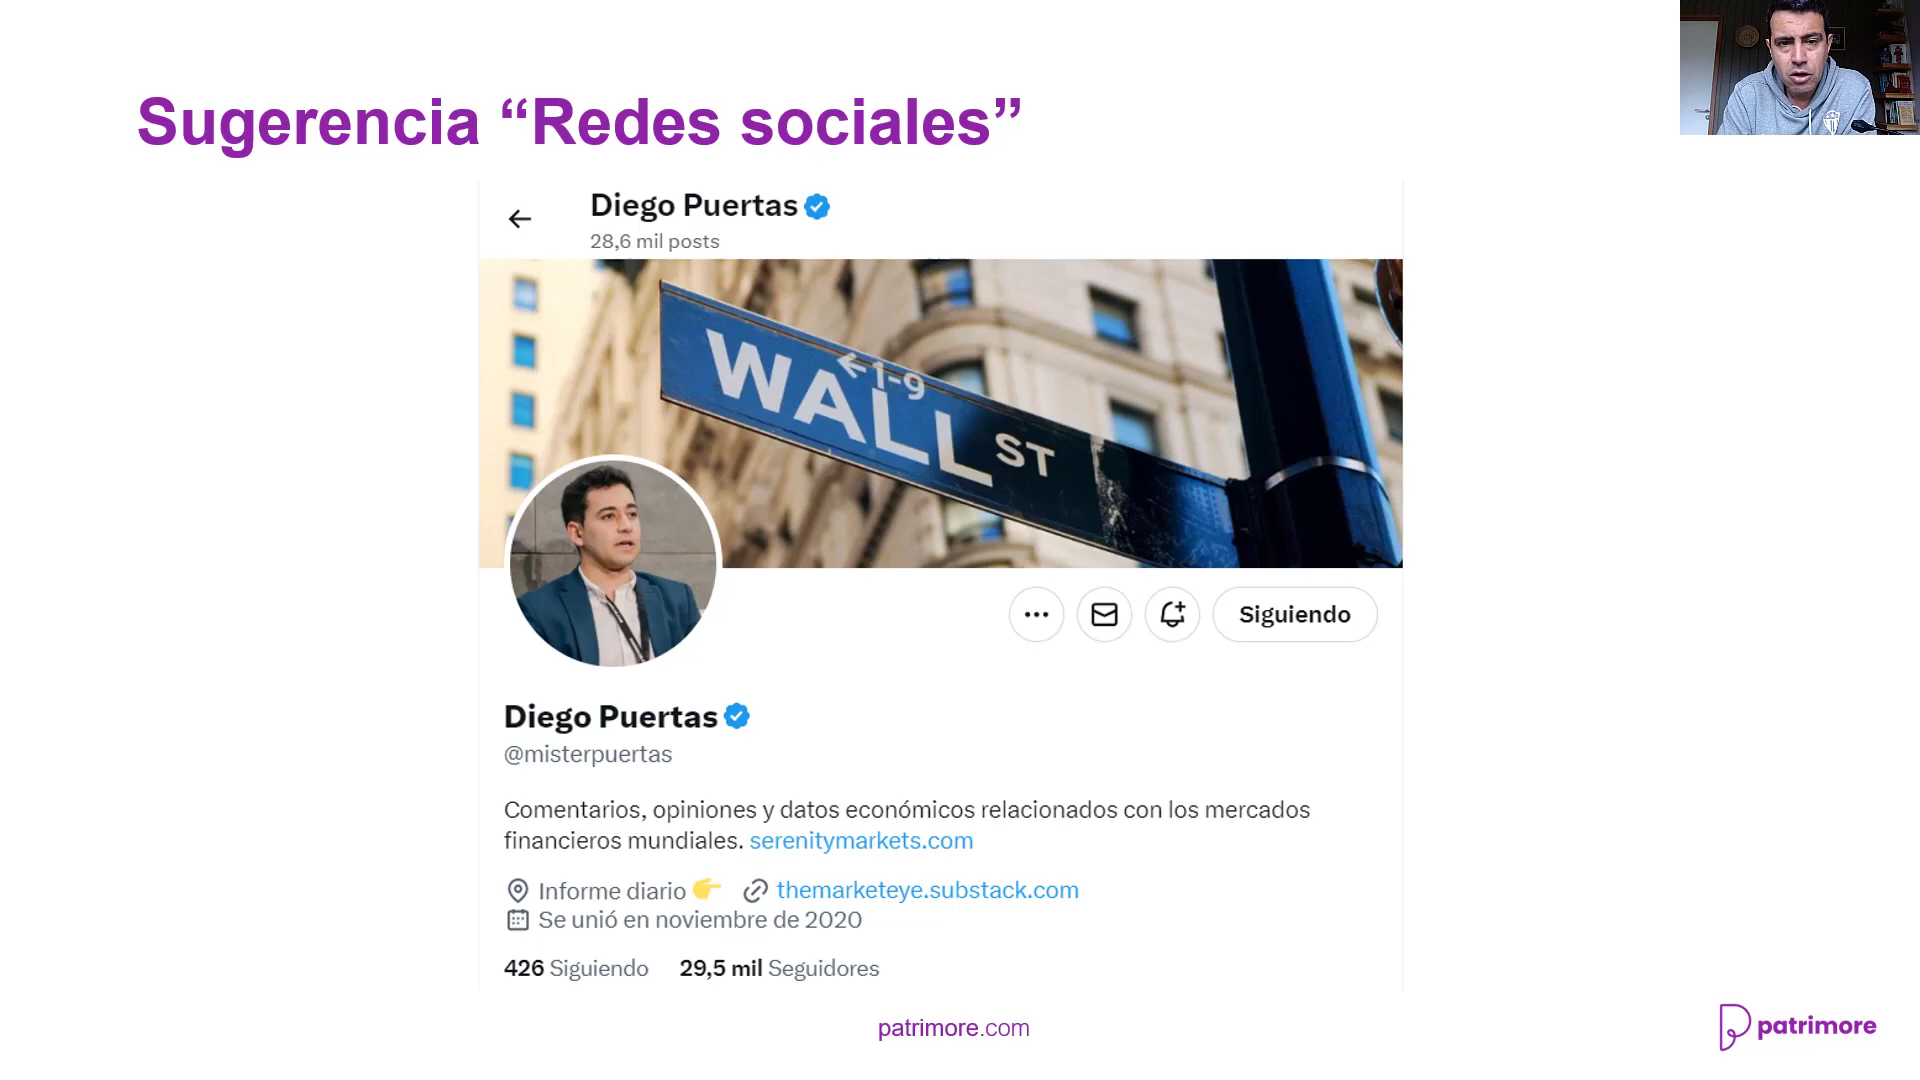 Sugerencia “Redes sociales”
Diego Puertas
28,6 mil posts
←1-9
WALL ST
Siguiendo
Diego Puertas
@misterpuertas
Comentarios, opiniones y datos económicos relacionados con los mercados
financieros mundiales. serenitymarkets.com
Informe diario 👉 themarketeye.substack.com
Se unió en noviembre de 2020
426 Siguiendo 29,5 mil Seguidores
patrimore.com
patrimore